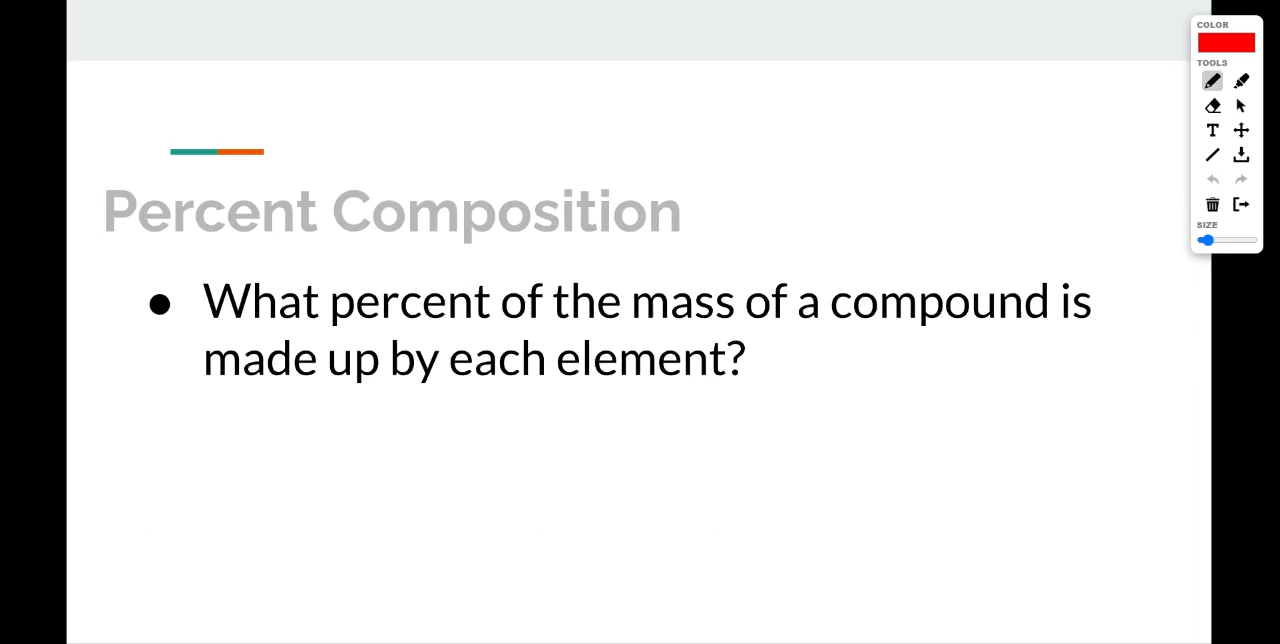 COLOR
TOOLS
SIZE
Percent Composition
● What percent of the mass of a compound is
made up by each element?